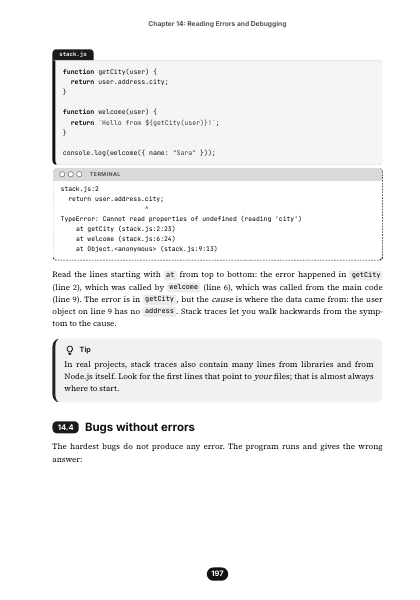 Chapter 14: Reading Errors and Debugging
stack.js
function getCity(user) {
  return user.address.city;
}
function welcome(user) {
  return `Hello from ${getCity(user)}!`;
}
console.log(welcome({ name: "Sara" }));
TERMINAL
stack.js:2
  return user.address.city;
                      ^
TypeError: Cannot read properties of undefined (reading 'city')
    at getCity (stack.js:2:23)
    at welcome (stack.js:6:24)
    at Object.<anonymous> (stack.js:9:13)
Read the lines starting with at from top to bottom: the error happened in getCity
(line 2), which was called by welcome (line 6), which was called from the main code
(line 9). The error is in getCity, but the cause is where the data came from: the user
object on line 9 has no address. Stack traces let you walk backwards from the symp-
tom to the cause.
Tip
In real projects, stack traces also contain many lines from libraries and from
Node.js itself. Look for the first lines that point to your files; that is almost always
where to start.
14.4 Bugs without errors
The hardest bugs do not produce any error. The program runs and gives the wrong
answer:
197